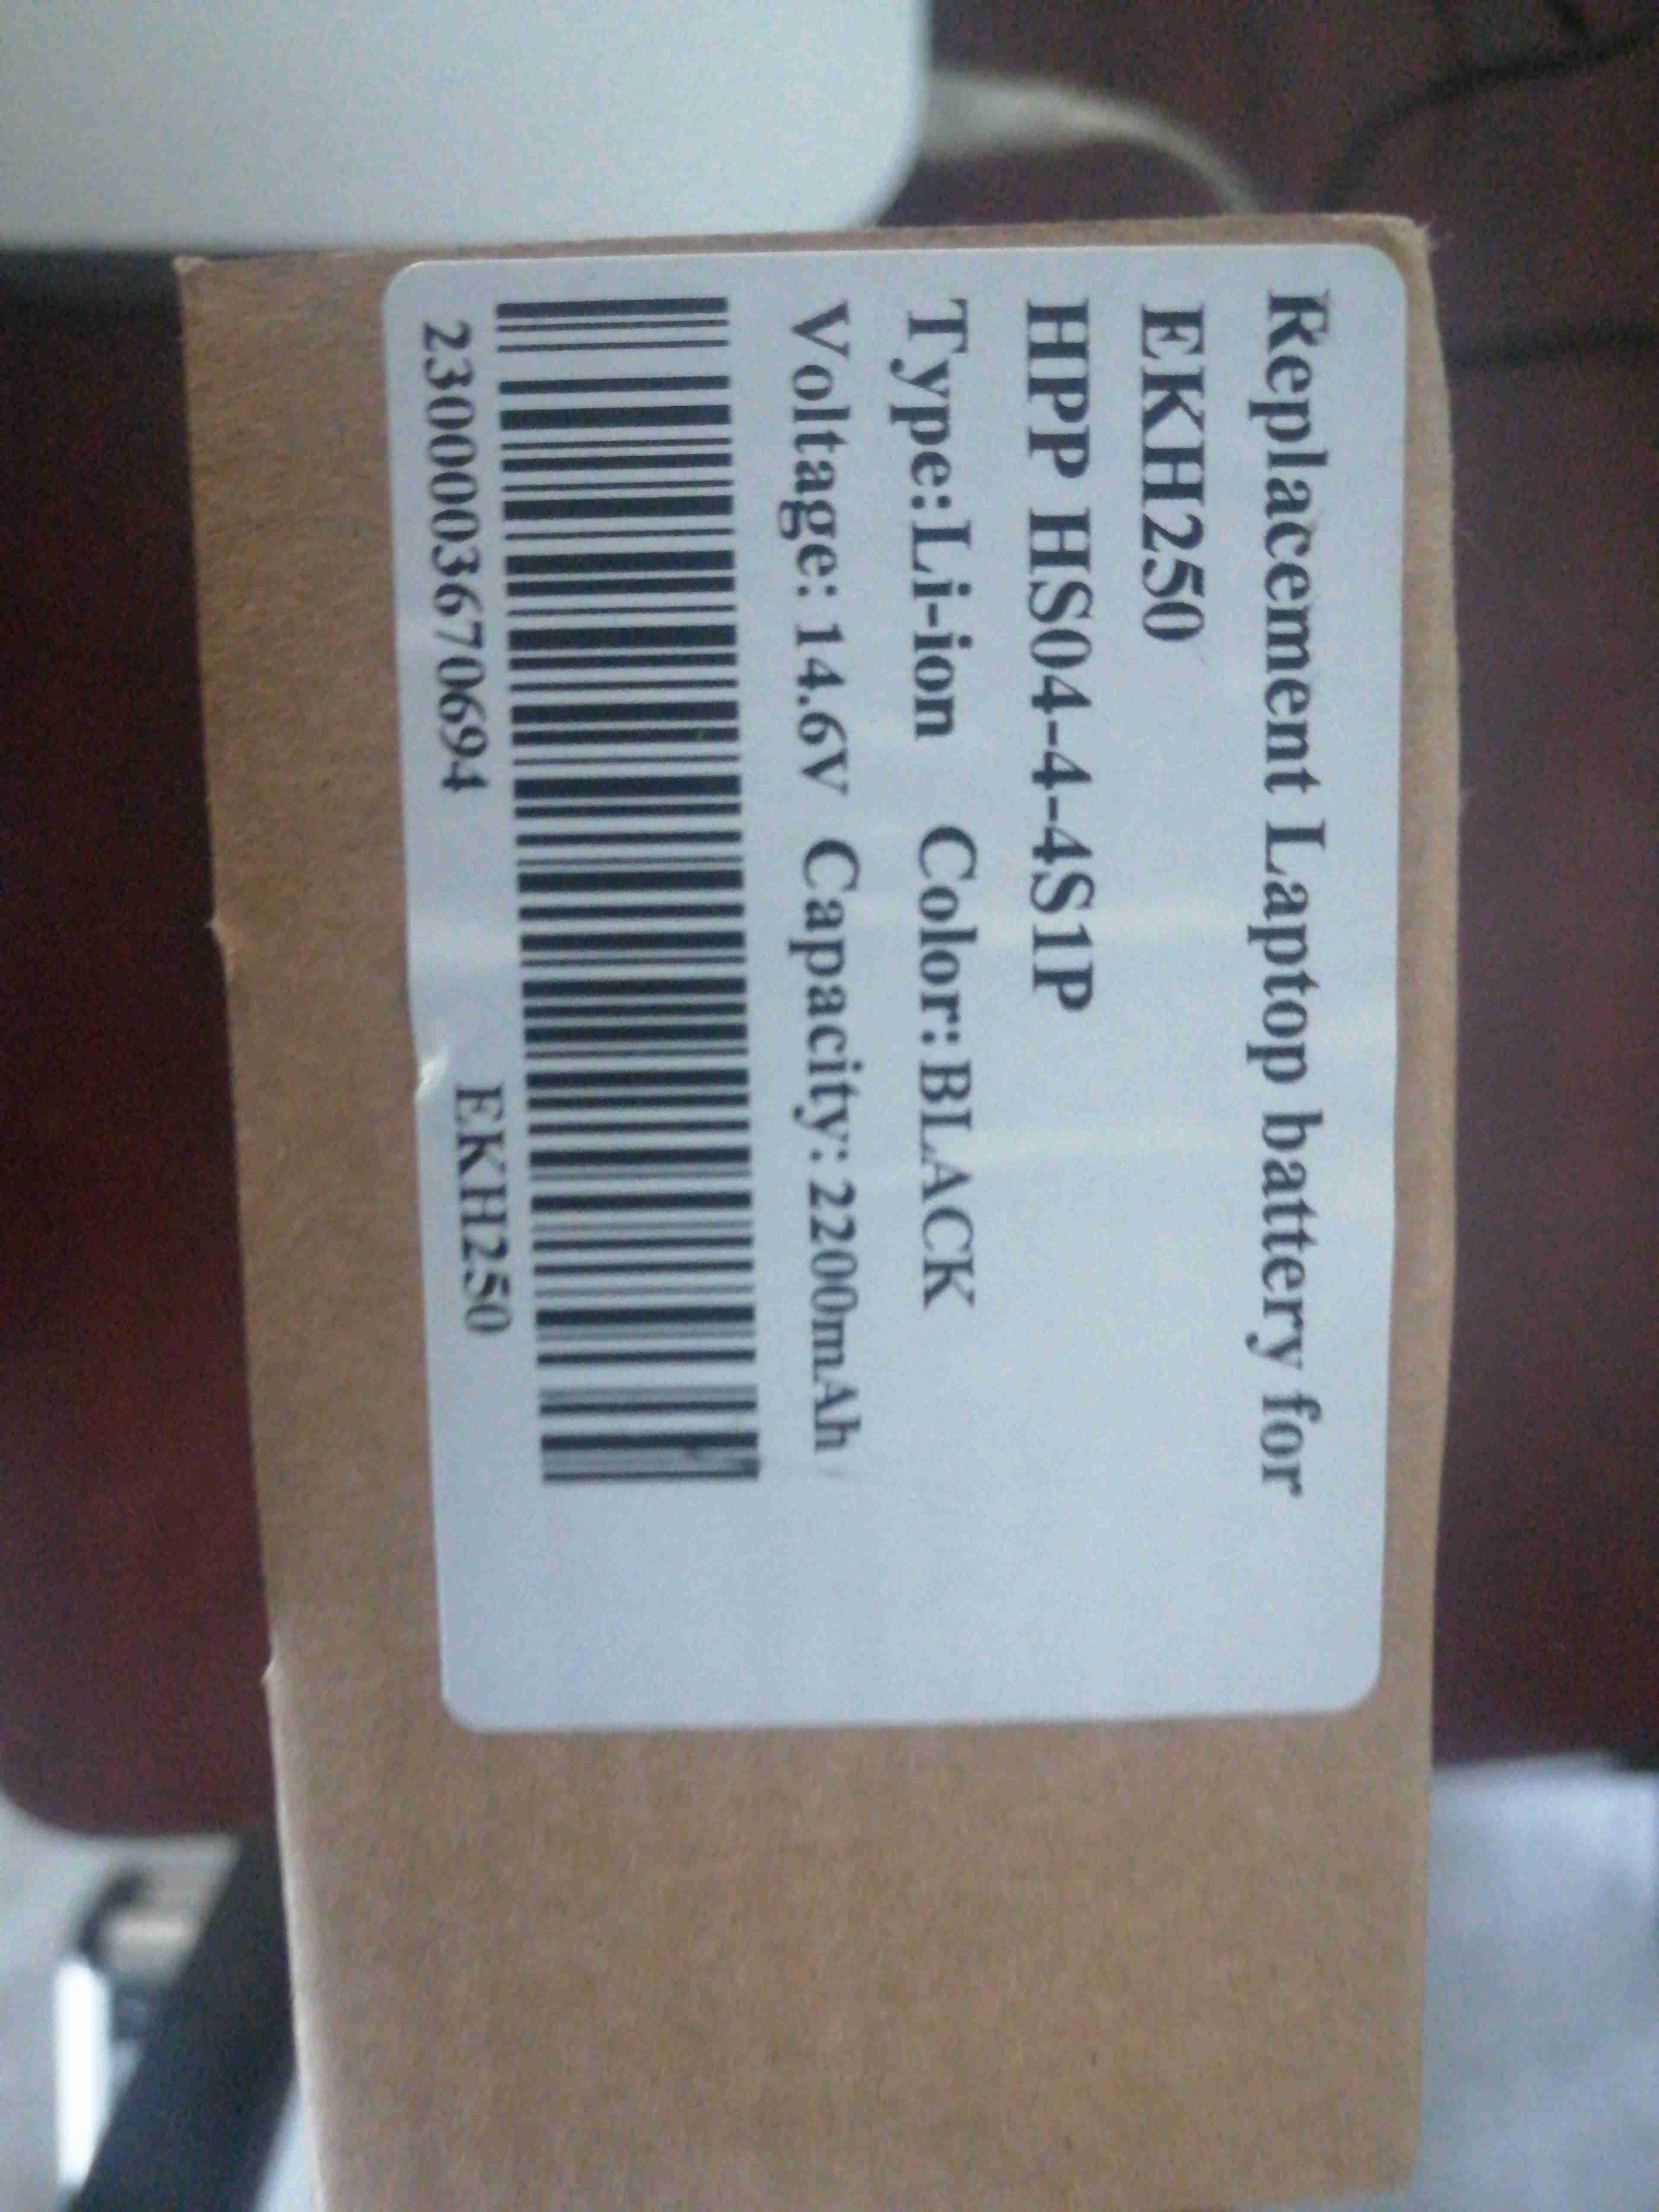 Replacement Laptop battery for
EKH250
HPP HS04-4-4S1P
Type:Li-ion Color:BLACK
Voltage: 14.6V Capacity: 2200mAh
2300003670694 EKH250